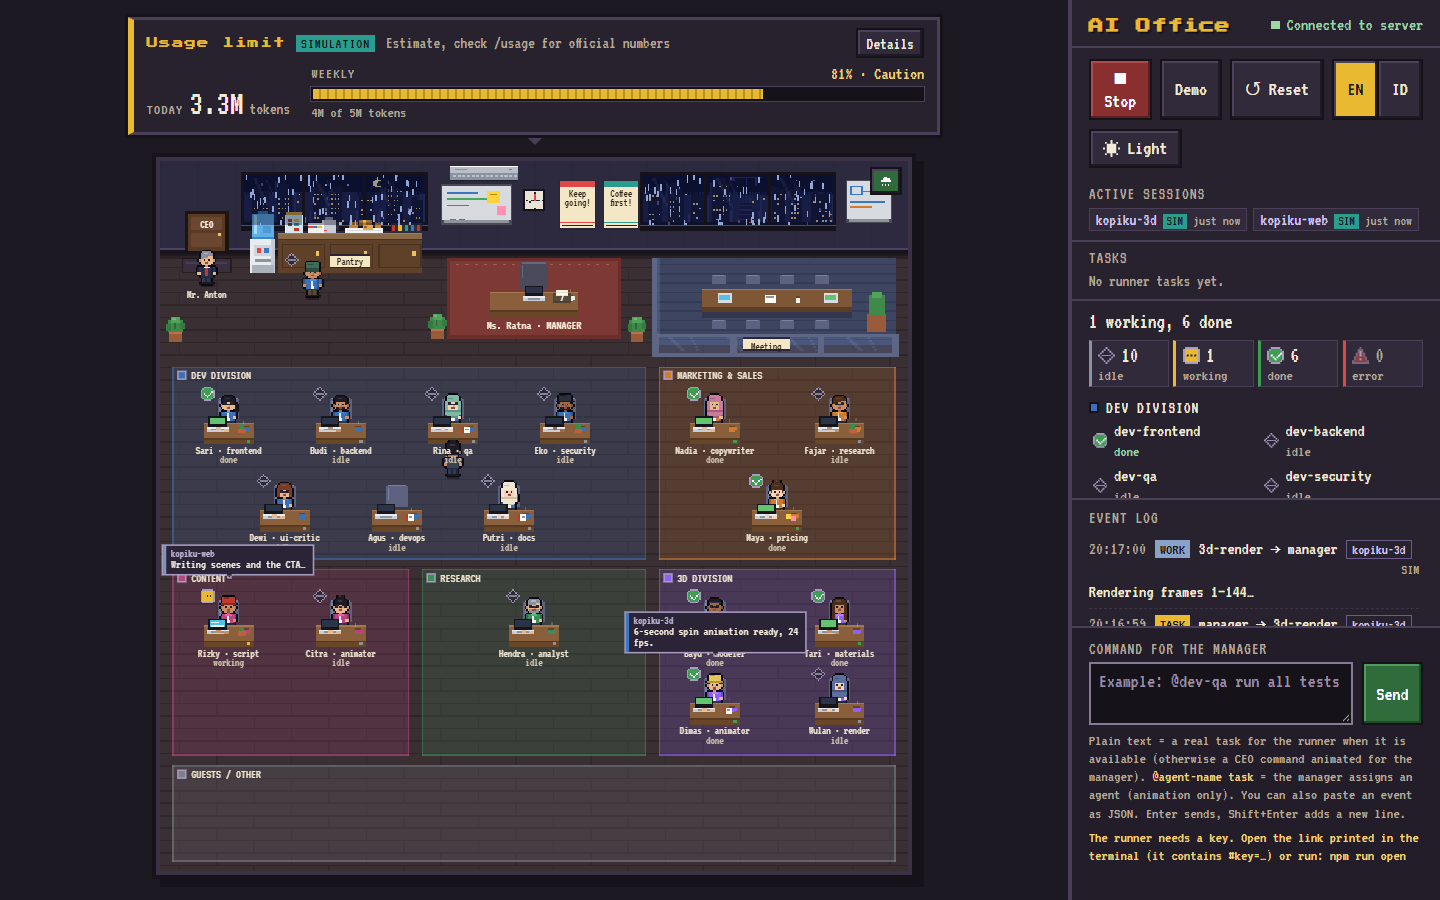 Usage limit SIMULATION Estimate, check /usage for official numbers Details
WEEKLY 81% · Caution
TODAY 3.3M tokens
4M of 5M tokens
CEO
Keep going!
Coffee first!
Pantry
Mr. Anton
Ms. Ratna · MANAGER
Meeting
DEV DIVISION
Sari · frontend
done
Budi · backend
idle
Rina · qa
idle
Eko · security
idle
Dewi · ui-critic
Agus · devops
idle
Putri · docs
idle
MARKETING & SALES
Nadia · copywriter
done
Fajar · research
idle
Maya · pricing
done
kopiku-web
Writing scenes and the CTA…
CONTENT
Rizky · script
working
Citra · animator
idle
RESEARCH
Hendra · analyst
idle
3D DIVISION
kopiku-3d
6-second spin animation ready, 24
fps.
done
Tari · materials
done
Dimas · animator
done
Wulan · render
idle
GUESTS / OTHER
AI Office Connected to server
Stop Demo ↺ Reset EN ID
Light
ACTIVE SESSIONS
kopiku-3d SIM just now kopiku-web SIM just now
TASKS
No runner tasks yet.
1 working, 6 done
10 1 6 0
idle working done error
DEV DIVISION
dev-frontend dev-backend
done idle
dev-qa dev-security
idle idle
EVENT LOG
20:17:00 WORK 3d-render → manager kopiku-3d
SIM
Rendering frames 1–144…
20:16:59 TASK manager → 3d-render kopiku-3d
COMMAND FOR THE MANAGER
Example: @dev-qa run all tests Send
Plain text = a real task for the runner when it is
available (otherwise a CEO command animated for the
manager). @agent-name task = the manager assigns an
agent (animation only). You can also paste an event
as JSON. Enter sends, Shift+Enter adds a new line.
The runner needs a key. Open the link printed in the
terminal (it contains #key=…) or run: npm run open